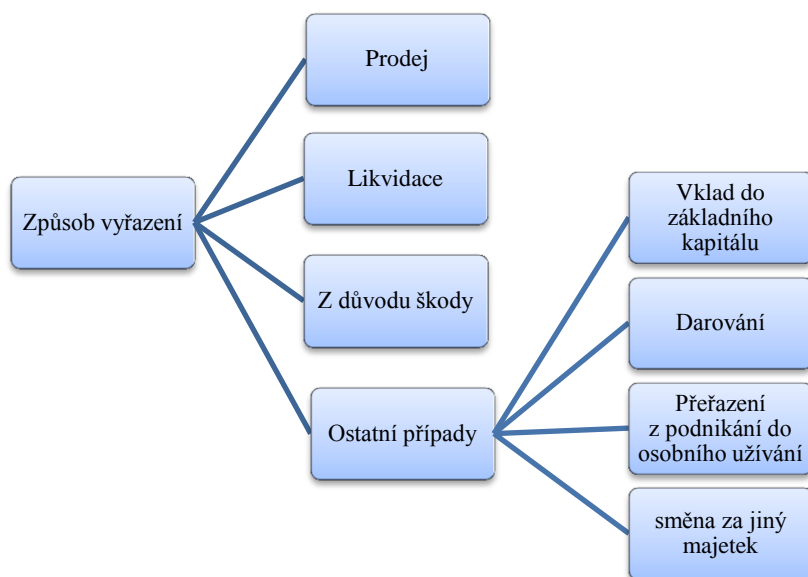 Způsob vyřazení
Prodej
Likvidace
Z důvodu škody
Ostatní případy
Vklad do
základního
kapitálu
Darování
Přeřazení
z podnikání do
osobního užívání
směna za jiný
majetek